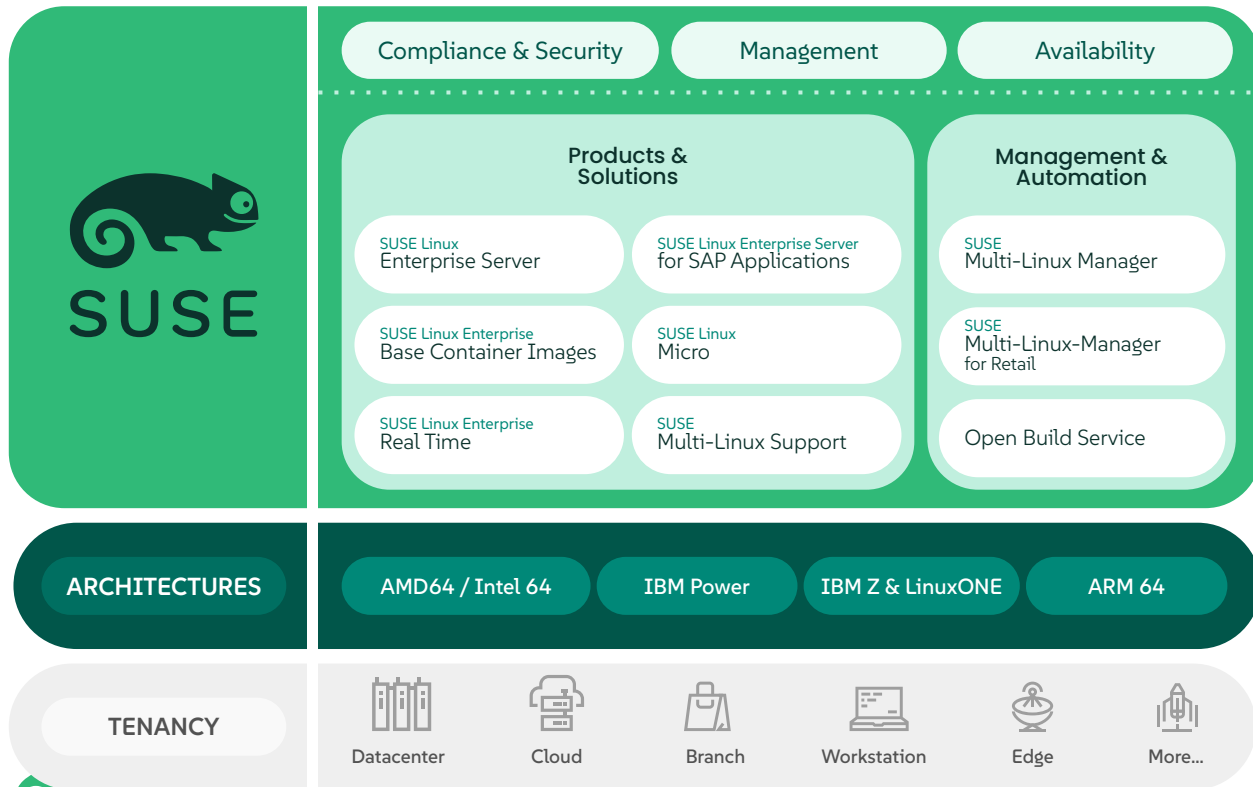 Compliance & Security
Management
Availability
SUSE
Products &
Solutions
SUSE Linux
Enterprise Server
SUSE Linux Enterprise Server
for SAP Applications
SUSE Linux Enterprise
Base Container Images
SUSE Linux
Micro
SUSE Linux Enterprise
Real Time
SUSE
Multi-Linux Support
Management &
Automation
SUSE
Multi-Linux Manager
SUSE
Multi-Linux-Manager
for Retail
Open Build Service
ARCHITECTURES
AMD64 / Intel 64
IBM Power
IBM Z & LinuxONE
ARM 64
TENANCY
Datacenter
Cloud
Branch
Workstation
Edge
More...